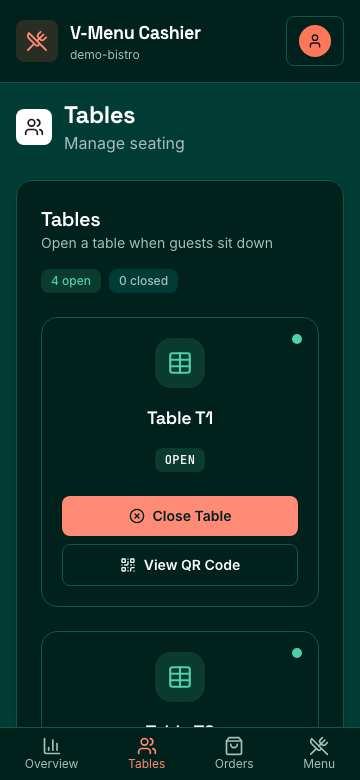 V-Menu Cashier
demo-bistro
Tables
Manage seating
Tables
Open a table when guests sit down
4 open
0 closed
Table T1
OPEN
Close Table
View QR Code
Overview
Tables
Orders
Menu